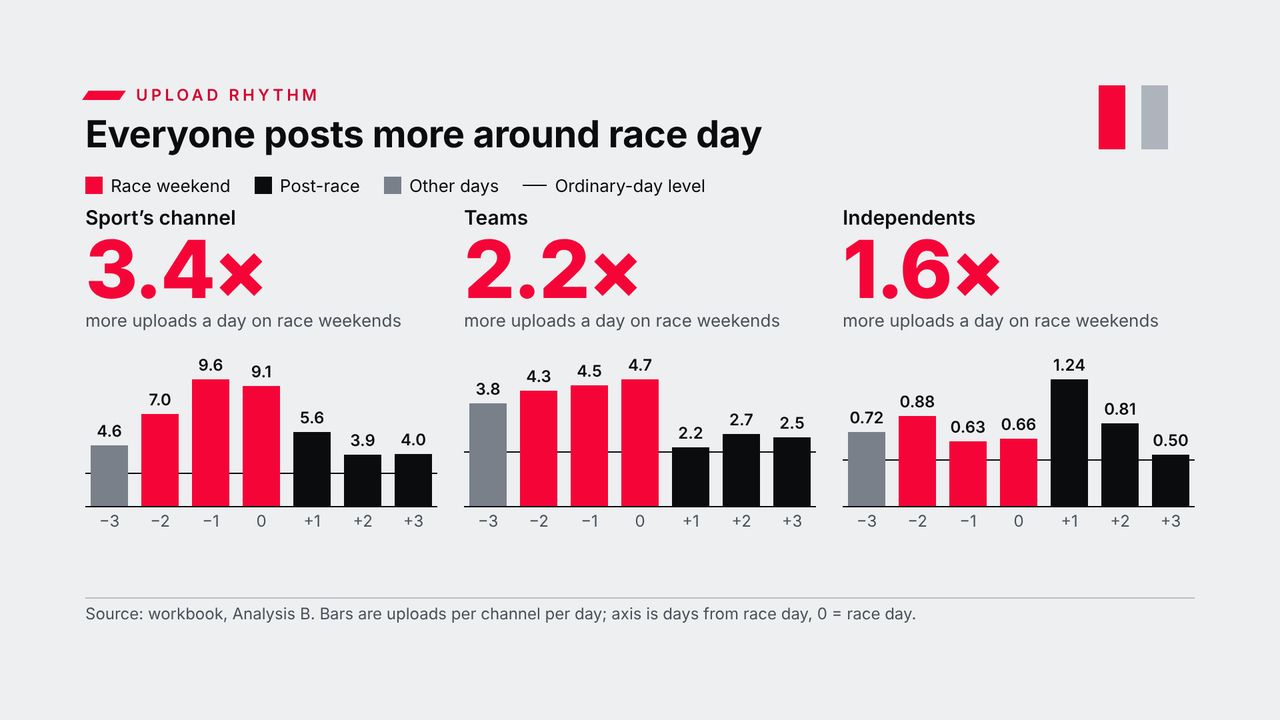 UPLOAD RHYTHM
Everyone posts more around race day
Race weekend Post-race Other days Ordinary-day level
Sport’s channel
3.4×
more uploads a day on race weekends
4.6 7.0 9.6 9.1 5.6 3.9 4.0
−3 −2 −1 0 +1 +2 +3
Teams
2.2×
more uploads a day on race weekends
3.8 4.3 4.5 4.7 2.2 2.7 2.5
−3 −2 −1 0 +1 +2 +3
Independents
1.6×
more uploads a day on race weekends
0.72 0.88 0.63 0.66 1.24 0.81 0.50
−3 −2 −1 0 +1 +2 +3
Source: workbook, Analysis B. Bars are uploads per channel per day; axis is days from race day, 0 = race day.